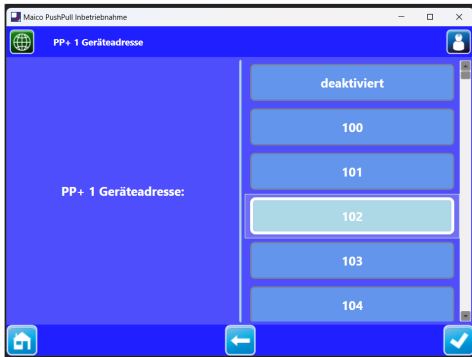 Maico PushPull Inbetriebnahme
PP+ 1 Geräteadresse
PP+ 1 Geräteadresse:
deaktiviert
100
101
102
103
104